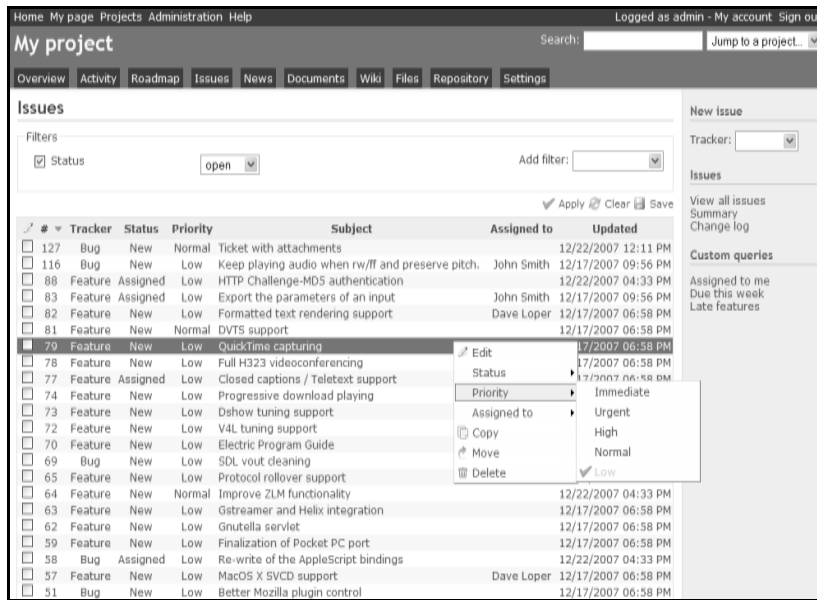 Home My page Projects Administration Help Logged as admin - My account Sign ou
My project Search: Jump to a project...
Overview Activity Roadmap Issues News Documents Wiki Files Repository Settings
Issues
Filters
Status open Add filter:
Apply Clear Save
# Tracker Status Priority Subject Assigned to Updated
127 Bug New Normal Ticket with attachments 12/22/2007 12:11 PM
116 Bug New Low Keep playing audio when rw/ff and preserve pitch. John Smith 12/17/2007 09:56 PM
88 Feature Assigned Low HTTP Challenge-MD5 authentication 12/22/2007 04:33 PM
83 Feature Assigned Low Export the parameters of an input John Smith 12/17/2007 09:56 PM
82 Feature New Low Formatted text rendering support Dave Loper 12/17/2007 06:58 PM
81 Feature New Normal DVTS support 12/17/2007 06:58 PM
79 Feature New Low QuickTime capturing 17/2007 06:58 PM
78 Feature New Low Full H323 videoconferencing 17/2007 06:58 PM
77 Feature Assigned Low Closed captions / Teletext support 17/2007 06:58 PM
74 Feature New Low Progressive download playing
73 Feature New Low Dshow tuning support
72 Feature New Low V4L tuning support
70 Feature New Low Electric Program Guide
69 Bug New Low SDL vout cleaning
65 Feature New Low Protocol rollover support
64 Feature New Normal Improve ZLM functionality 12/22/2007 04:33 PM
63 Feature New Low Gstreamer and Helix integration 12/17/2007 06:58 PM
62 Feature New Low Gnutella servlet 12/17/2007 06:58 PM
59 Feature New Low Finalization of Pocket PC port 12/17/2007 06:58 PM
58 Bug Assigned Low Re-write of the AppleScript bindings 12/22/2007 04:33 PM
57 Feature New Low MacOS X SVCD support Dave Loper 12/17/2007 06:58 PM
51 Bug New Low Better Mozilla plugin control 12/17/2007 06:58 PM
Edit
Status
Priority
Assigned to
Copy
Move
Delete
Immediate
Urgent
High
Normal
Low
New issue
Tracker:
Issues
View all issues
Summary
Change log
Custom queries
Assigned to me
Due this week
Late features